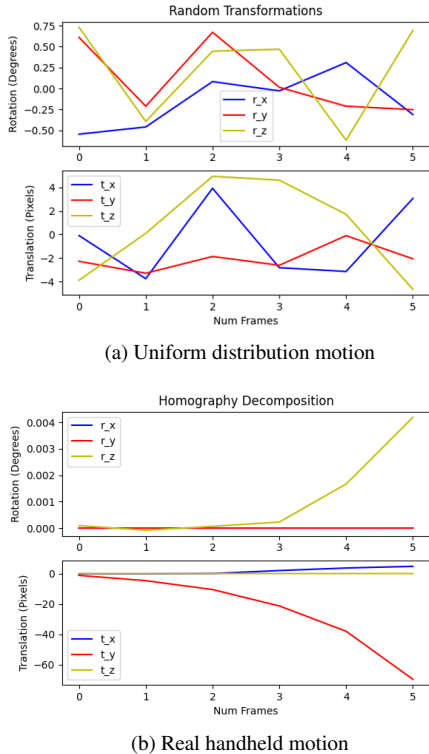 Random Transformations
Rotation (Degrees)
0.75
0.50
0.25
0.00
−0.25
−0.50
r_x
r_y
r_z
0 1 2 3 4 5
Translation (Pixels)
4
2
0
−2
−4
t_x
t_y
t_z
0 1 2 3 4 5
Num Frames
(a) Uniform distribution motion
Homography Decomposition
Rotation (Degrees)
0.004
0.003
0.002
0.001
0.000
r_x
r_y
r_z
0 1 2 3 4 5
Translation (Pixels)
0
−20
−40
−60
t_x
t_y
t_z
0 1 2 3 4 5
Num Frames
(b) Real handheld motion